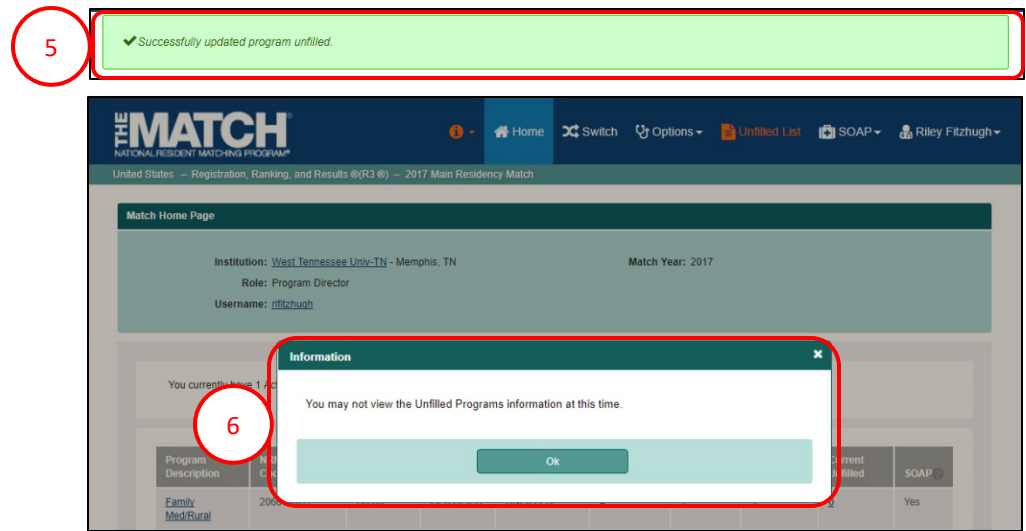 5
✔Successfully updated program unfilled.
THE MATCH®
NATIONAL RESIDENT MATCHING PROGRAM®
Home Switch Options Unfilled List SOAP Riley Fitzhugh
United States – Registration, Ranking, and Results ®(R3 ®) – 2017 Main Residency Match
Match Home Page
Institution: West Tennessee Univ-TN - Memphis, TN Match Year: 2017
Role: Program Director
Username: rlfitzhugh
Information ×
You currently have 1
You may not view the Unfilled Programs information at this time.
6
Ok
Program
Description
Current
Unfilled
SOAP
Family
Med/Rural
0
Yes